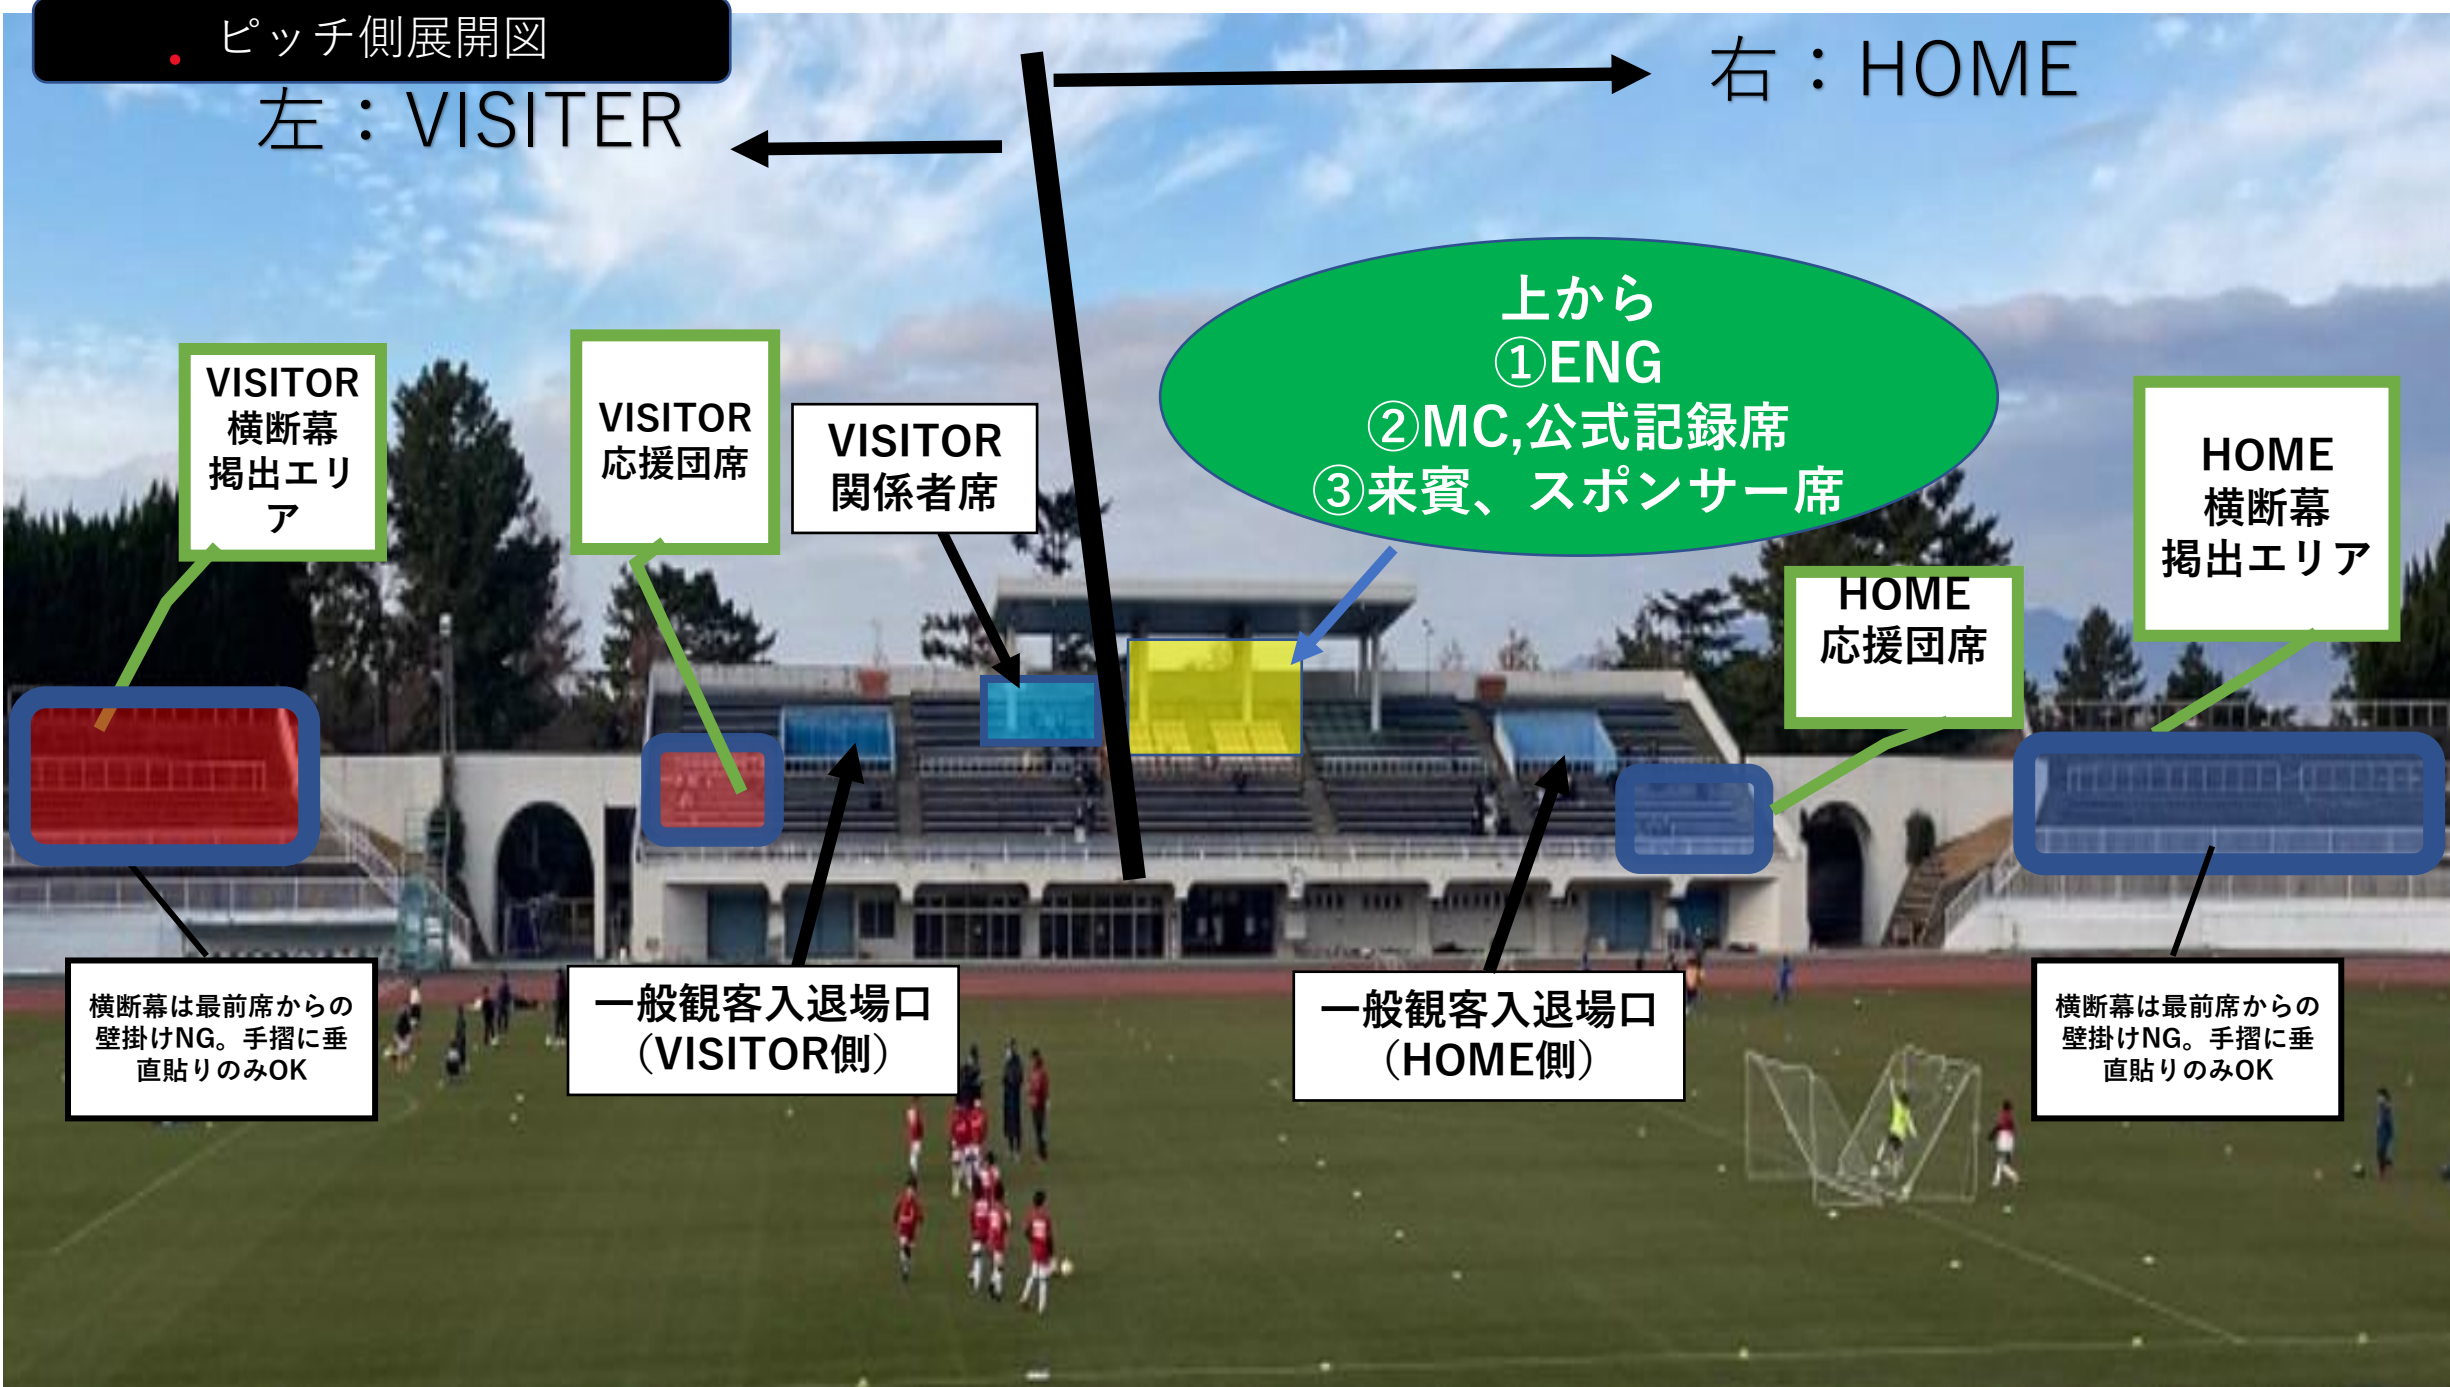 ピッチ側展開図
左：VISITER
右：HOME
上から
①ENG
②MC,公式記録席
③来賓、スポンサー席
VISITOR
横断幕
掲出エリ
ア
VISITOR
応援団席
VISITOR
関係者席
HOME
応援団席
HOME
横断幕
掲出エリア
横断幕は最前席からの
壁掛けNG。手摺に垂
直貼りのみOK
一般観客入退場口
（VISITOR側）
一般観客入退場口
（HOME側）
横断幕は最前席からの
壁掛けNG。手摺に垂
直貼りのみOK